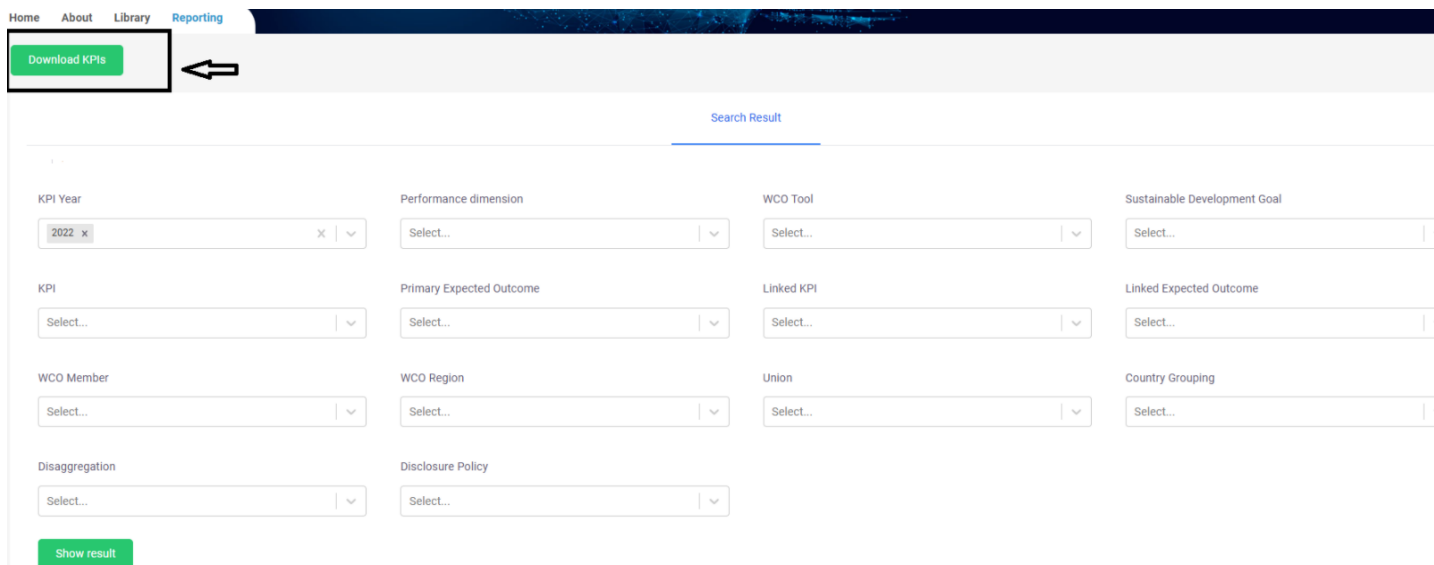 Home About Library Reporting
Download KPIs
Search Result
KPI Year Performance dimension WCO Tool Sustainable Development Goal
2022 x Select... Select... Select...
KPI Primary Expected Outcome Linked KPI Linked Expected Outcome
Select... Select... Select... Select...
WCO Member WCO Region Union Country Grouping
Select... Select... Select... Select...
Disaggregation Disclosure Policy
Select... Select...
Show result